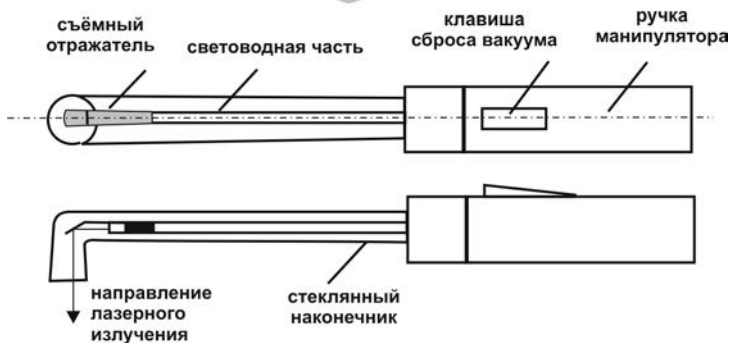 съёмный
отражатель
световодная часть
клавиша
сброса вакуума
ручка
манипулятора
направление
лазерного
излучения
стеклянный
наконечник